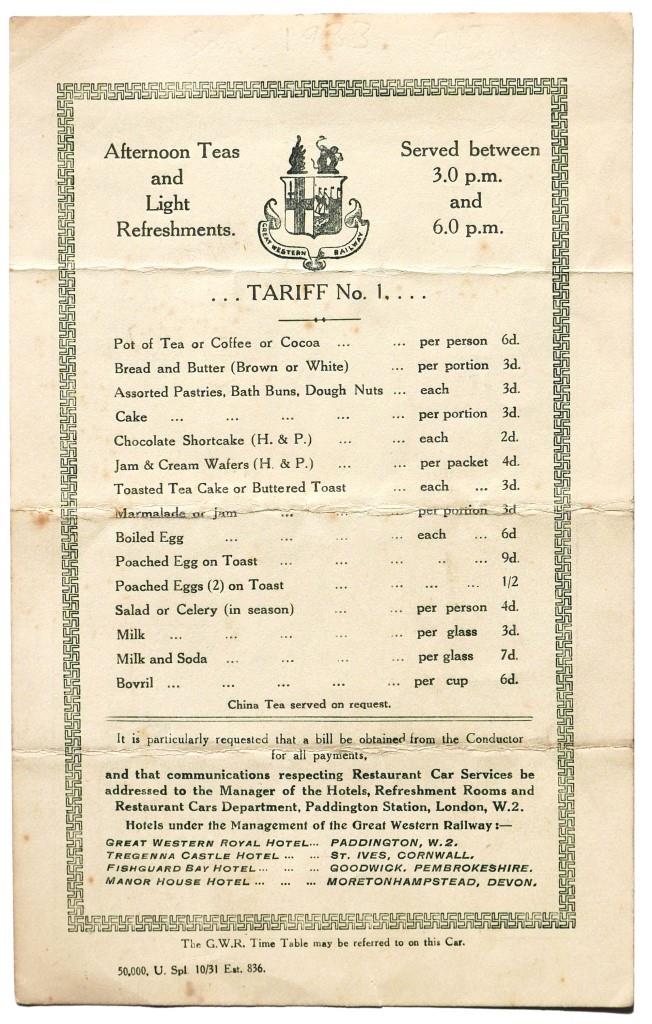 1933
Afternoon Teas
and
Light
Refreshments.
GREAT WESTERN RAILWAY
Served between
3.0 p.m.
and
6.0 p.m.
... TARIFF No. 1. ...
Pot of Tea or Coffee or Cocoa ... ... per person 6d.
Bread and Butter (Brown or White) ... per portion 3d.
Assorted Pastries, Bath Buns, Dough Nuts ... each 3d.
Cake ... ... ... ... ... per portion 3d.
Chocolate Shortcake (H. & P.) ... ... each 2d.
Jam & Cream Wafers (H. & P.) ... ... per packet 4d.
Toasted Tea Cake or Buttered Toast ... each ... 3d.
Marmalade or Jam ... ... ... per portion 3d
Boiled Egg ... ... ... ... each ... 6d
Poached Egg on Toast ... ... .. ... 9d.
Poached Eggs (2) on Toast ... ... ... ... 1/2
Salad or Celery (in season) ... ... per person 4d.
Milk ... ... ... ... ... per glass 3d.
Milk and Soda ... ... ... ... per glass 7d.
Bovril ... ... ... ... ... per cup 6d.
China Tea served on request.
It is particularly requested that a bill be obtained from the Conductor
for all payments,
and that communications respecting Restaurant Car Services be
addressed to the Manager of the Hotels, Refreshment Rooms and
Restaurant Cars Department, Paddington Station, London, W.2.
Hotels under the Management of the Great Western Railway:—
GREAT WESTERN ROYAL HOTEL... PADDINGTON, W.2.
TREGENNA CASTLE HOTEL ... ... ST. IVES, CORNWALL.
FISHGUARD BAY HOTEL ... ... ... GOODWICK, PEMBROKESHIRE.
MANOR HOUSE HOTEL ... ... ... MORETONHAMPSTEAD, DEVON.
The G.W.R. Time Table may be referred to on this Car.
50,000, U. Spl. 10/31 Est. 836.